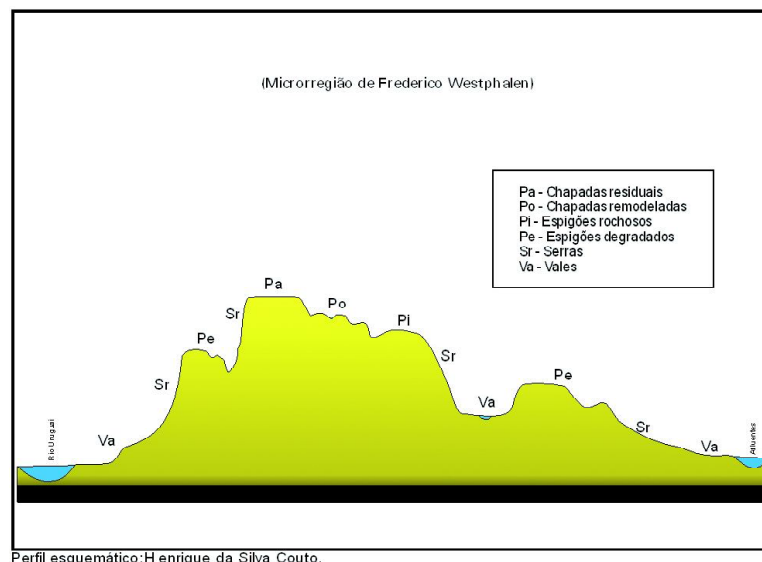 (Microrregião de Frederico Westphalen)
Pa - Chapadas residuais
Po - Chapadas remodeladas
Pi - Espigões rochosos
Pe - Espigões degradados
Sr - Serras
Va - Vales
Pa
Sr
Po
Pi
Pe
Sr
Sr
Pe
Va
Va
Sr
Va
Rio Uruguai
Afluentes
Perfil esquemático:Henrique da Silva Couto.